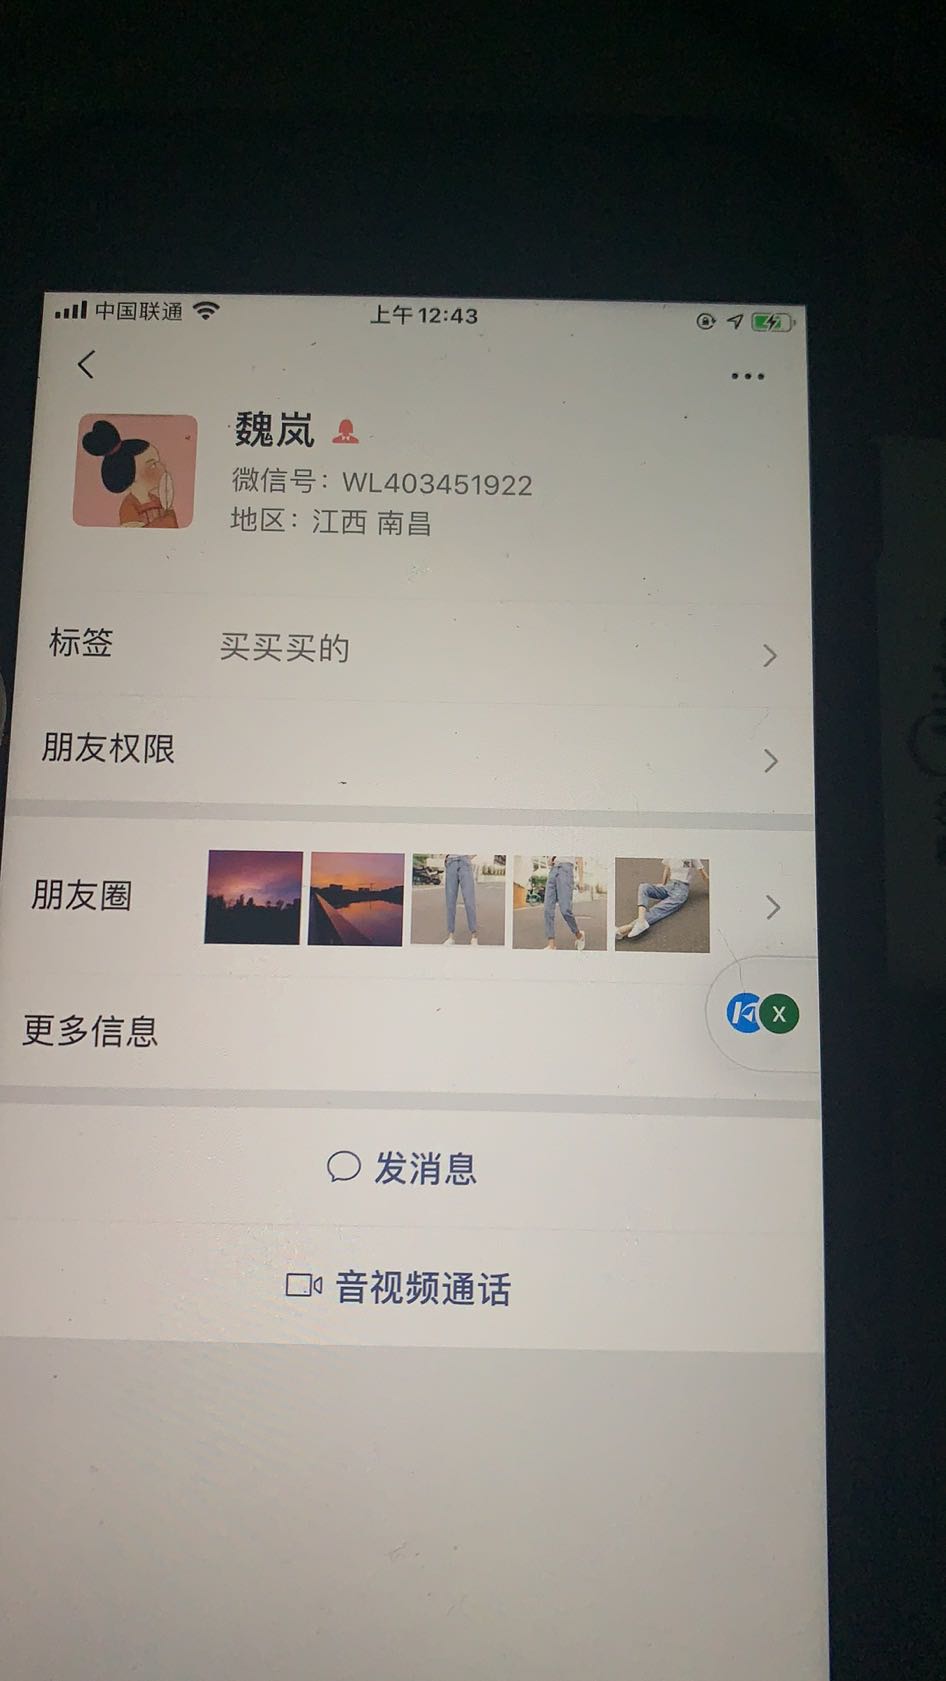 中国联通
上午12:43
魏岚
微信号：WL403451922
地区：江西 南昌
标签 买买买的
朋友权限
朋友圈
更多信息
X
发消息
音视频通话